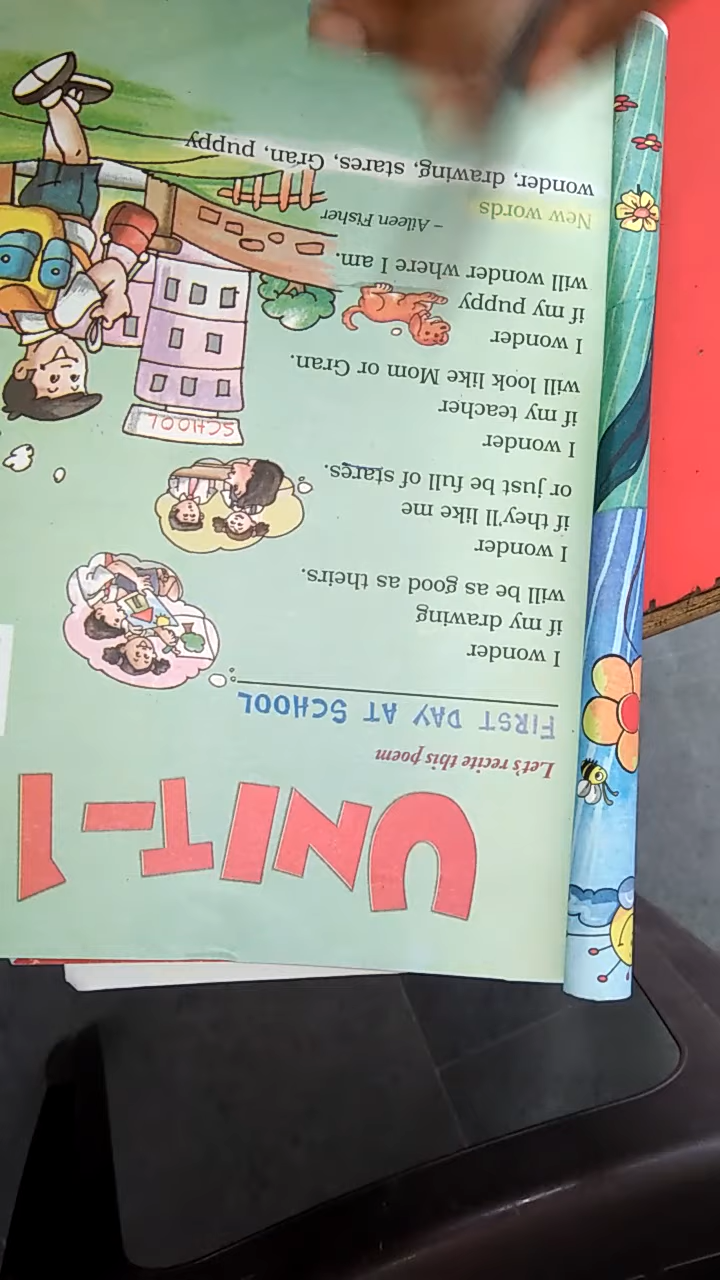 UNIT-1
Let's recite this poem
FIRST DAY AT SCHOOL
I wonder
if my drawing
will be as good as theirs.
I wonder
if they'll like me
or just be full of stares.
I wonder
if my teacher
will look like Mom or Gran.
I wonder
if my puppy
will wonder where I am.
– Aileen Fisher
New words
wonder, drawing, stares, Gran, puppy
SCHOOL